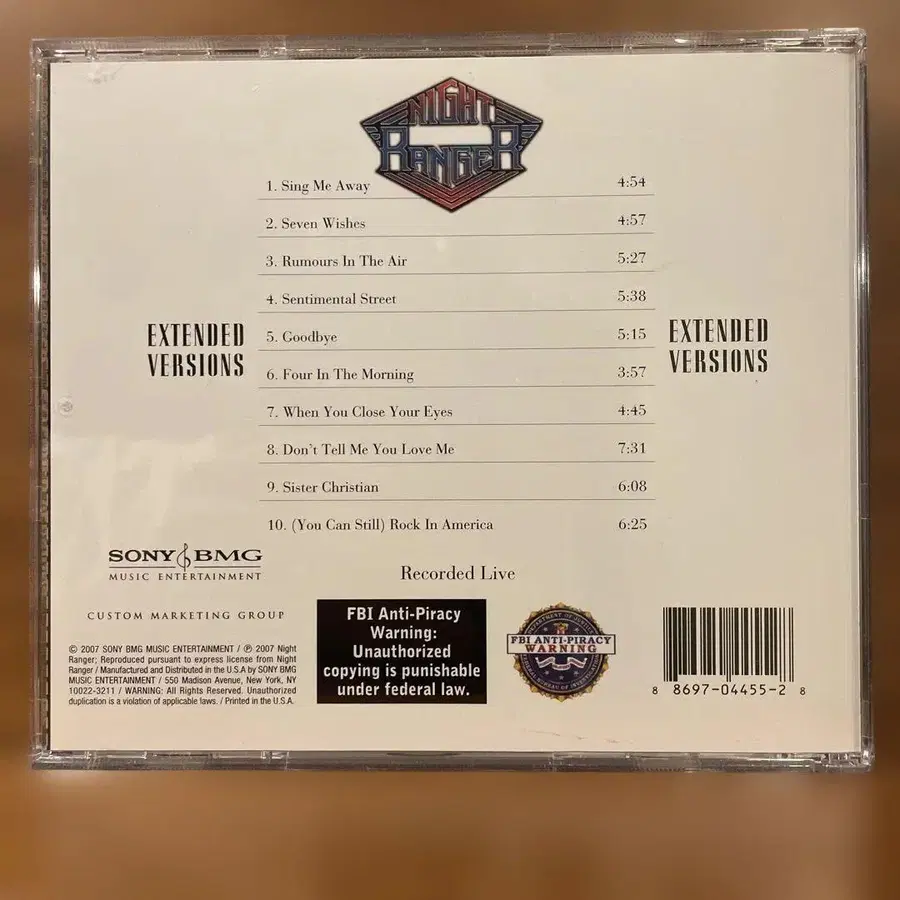 NIGHT
RANGER
1. Sing Me Away 4:54
2. Seven Wishes 4:57
3. Rumours In The Air 5:27
4. Sentimental Street 5:38
5. Goodbye 5:15
6. Four In The Morning 3:57
7. When You Close Your Eyes 4:45
8. Don't Tell Me You Love Me 7:31
9. Sister Christian 6:08
10. (You Can Still) Rock In America 6:25
EXTENDED
VERSIONS
EXTENDED
VERSIONS
Recorded Live
SONY BMG
MUSIC ENTERTAINMENT
CUSTOM MARKETING GROUP
© 2007 SONY BMG MUSIC ENTERTAINMENT / ℗ 2007 Night
Ranger; Reproduced pursuant to express license from Night
Ranger / Manufactured and Distributed in the U.S.A by SONY BMG
MUSIC ENTERTAINMENT / 550 Madison Avenue, New York, NY
10022-3211 / WARNING: All Rights Reserved. Unauthorized
duplication is a violation of applicable laws. / Printed in the U.S.A.
FBI Anti-Piracy
Warning:
Unauthorized
copying is punishable
under federal law.
DEPARTMENT OF JUSTICE
FBI ANTI-PIRACY
WARNING
FEDERAL BUREAU OF INVESTIGATION
8 8697-04455-2 8